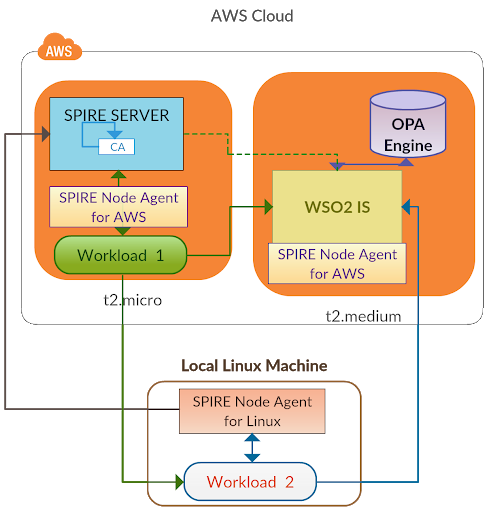 AWS Cloud
AWS
SPIRE SERVER
CA
SPIRE Node Agent
for AWS
Workload 1
t2.micro
OPA
Engine
WSO2 IS
SPIRE Node Agent
for AWS
t2.medium
Local Linux Machine
SPIRE Node Agent
for Linux
Workload 2